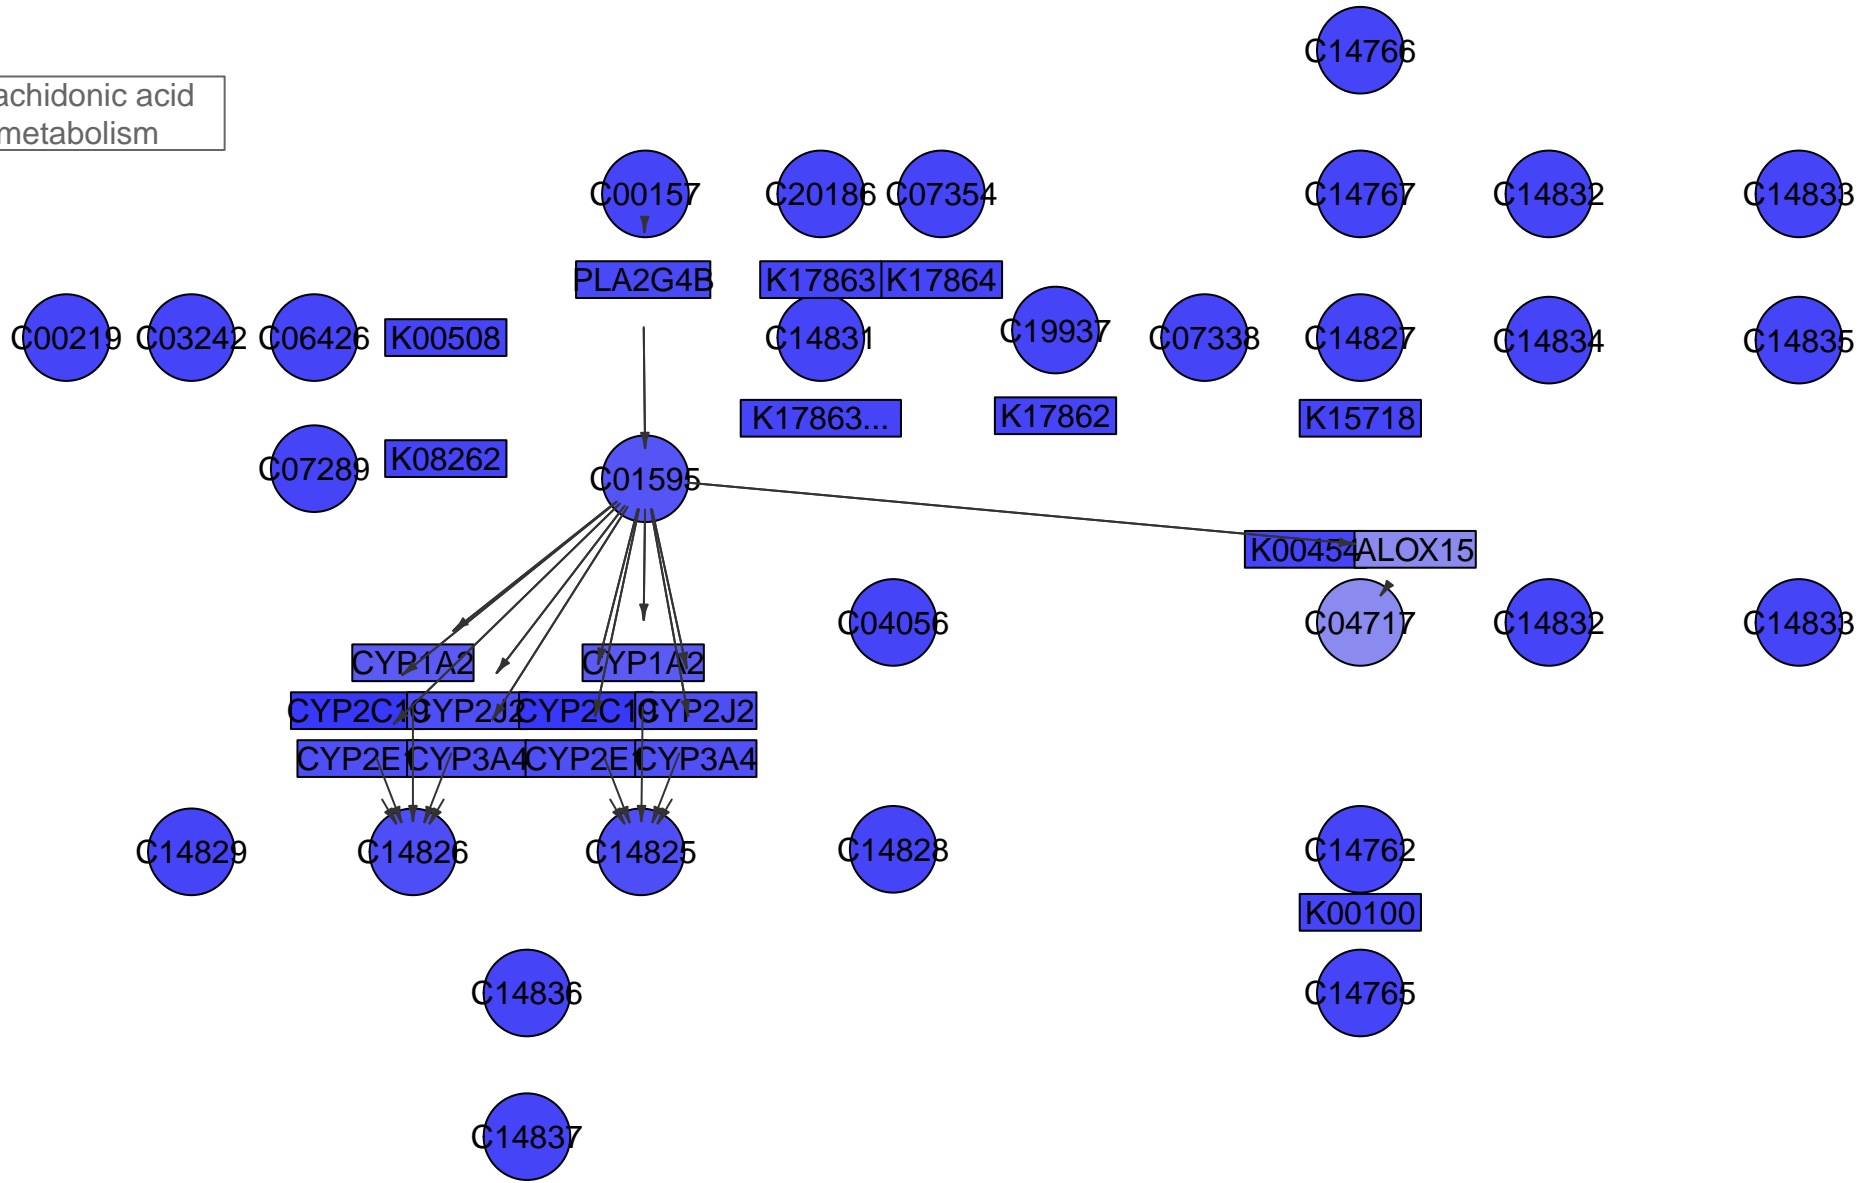 C14766
achidonic acid
metabolism
C00157
C20186
C07354
C14767
C14832
C14833
PLA2G4B
K17863
K17864
C00219
C03242
C06426
K00508
C14831
C19937
C07338
C14827
C14834
C14835
K17863...
K17862
K15718
C07289
K08262
C01595
K00454
ALOX15
C04056
C04717
C14832
C14833
CYP1A2
CYP1A2
CYP2C19
CYP2J2
CYP2C19
CYP2J2
CYP2E1
CYP3A4
CYP2E1
CYP3A4
C14829
C14826
C14825
C14828
C14762
K00100
C14836
C14765
C14837